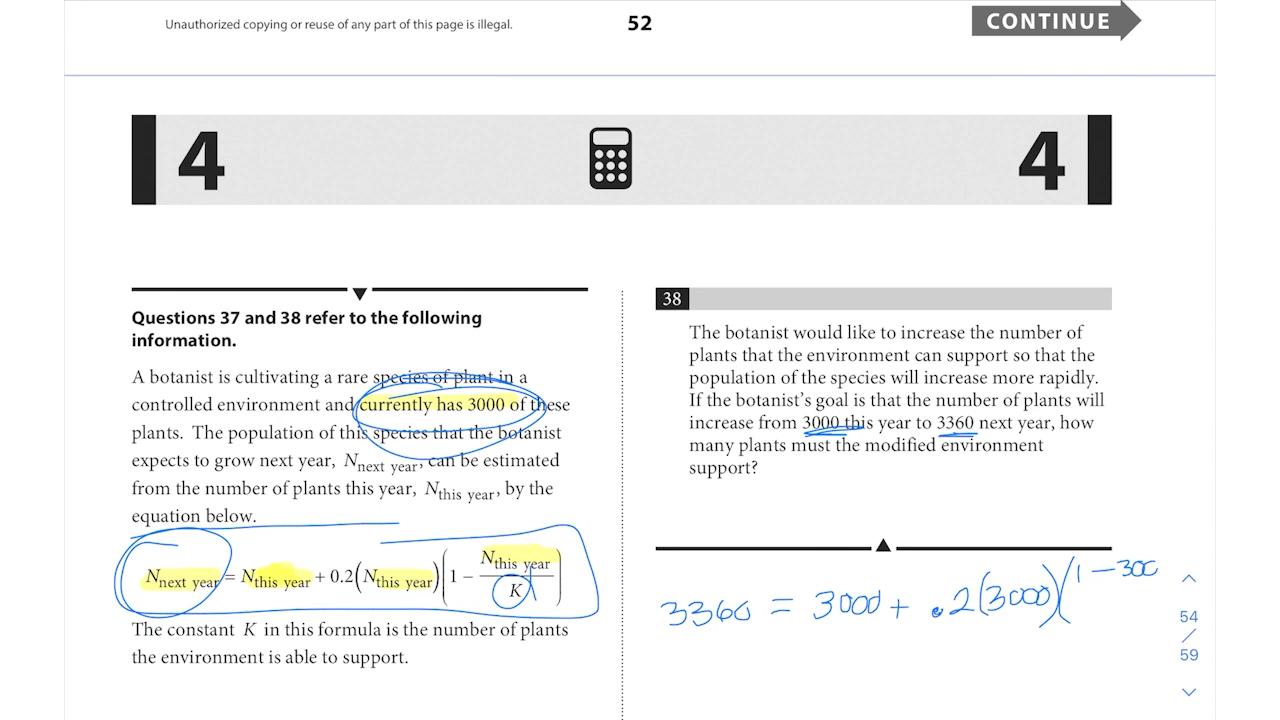 Unauthorized copying or reuse of any part of this page is illegal.
52
CONTINUE
4
4
Questions 37 and 38 refer to the following
information.
A botanist is cultivating a rare species of plant in a
controlled environment and currently has 3000 of these
plants. The population of this species that the botanist
expects to grow next year, N next year, can be estimated
from the number of plants this year, N this year, by the
equation below.
N next year = N this year + 0.2(N this year)(1 − N this year / K)
The constant K in this formula is the number of plants
the environment is able to support.
38
The botanist would like to increase the number of
plants that the environment can support so that the
population of the species will increase more rapidly.
If the botanist's goal is that the number of plants will
increase from 3000 this year to 3360 next year, how
many plants must the modified environment
support?
3360 = 3000 + .2(3000)(1 − 300
54
/
59